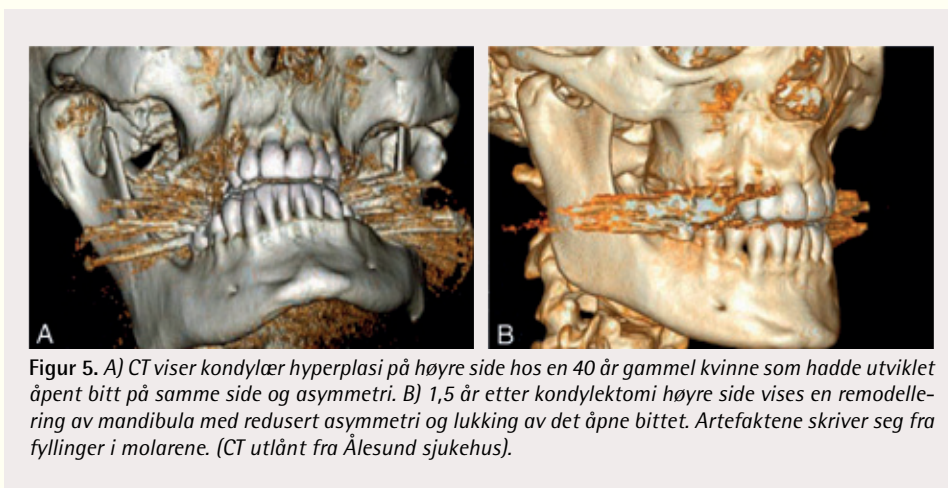 A
B
Figur 5. A) CT viser kondylær hyperplasi på høyre side hos en 40 år gammel kvinne som hadde utviklet
åpent bitt på samme side og asymmetri. B) 1,5 år etter kondylektomi høyre side vises en remodelle-
ring av mandibula med redusert asymmetri og lukking av det åpne bittet. Artefaktene skriver seg fra
fyllinger i molarene. (CT utlånt fra Ålesund sjukehus).